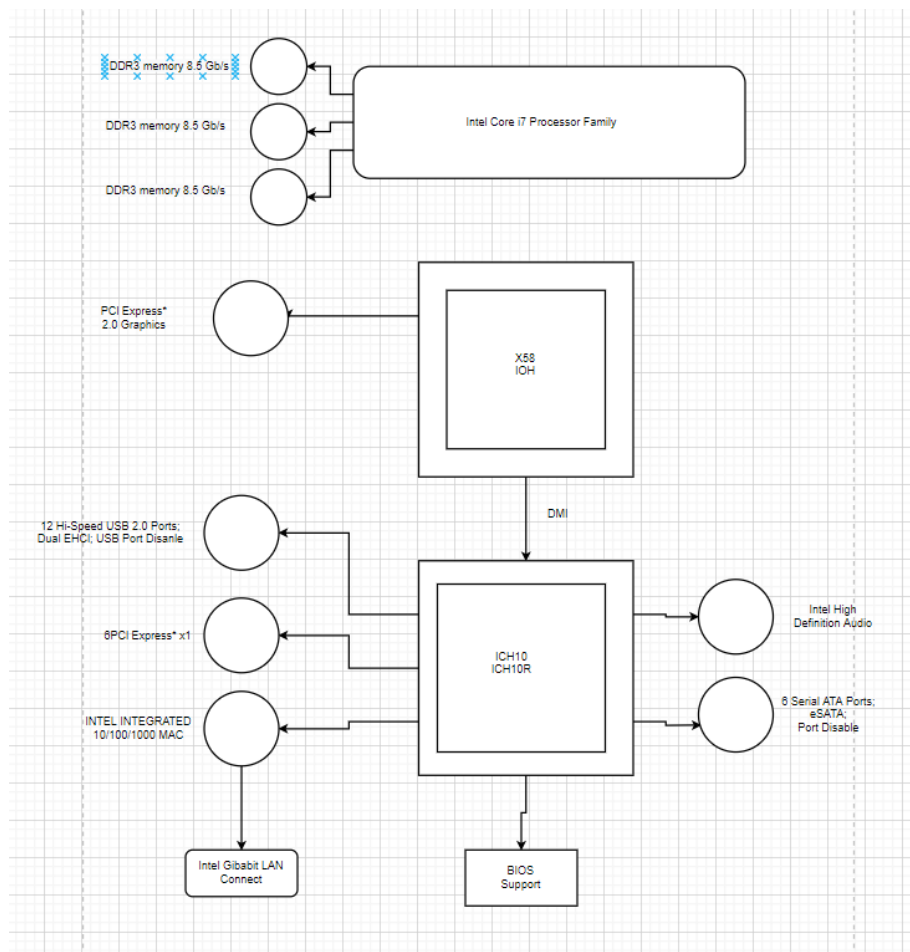 DDR3 memory 8.5 Gb/s
Intel Core i7 Processor Family
DDR3 memory 8.5 Gb/s
DDR3 memory 8.5 Gb/s
PCI Express*
2.0 Graphics
X58
IOH
DMI
12 Hi-Speed USB 2.0 Ports;
Dual EHCI; USB Port Disanle
6PCI Express* x1
INTEL INTEGRATED
10/100/1000 MAC
ICH10
ICH10R
Intel High
Definition Audio
6 Serial ATA Ports;
eSATA;
Port Disable
Intel Gibabit LAN
Connect
BIOS
Support